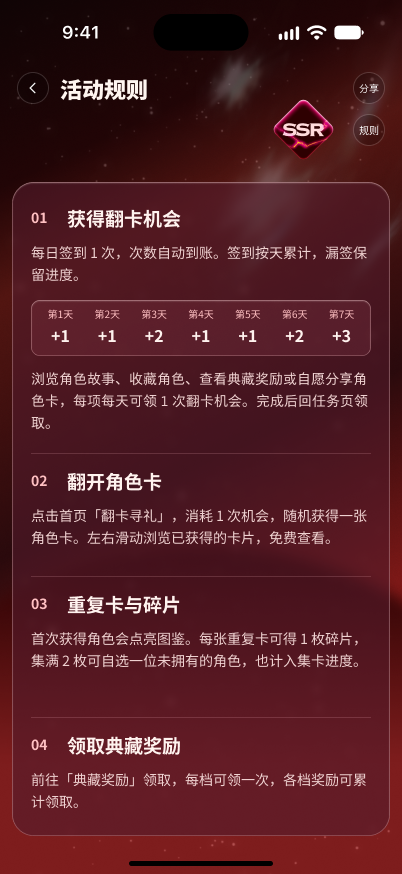 9:41
活动规则
分享
SSR
规则
01 获得翻卡机会
每日签到 1 次，次数自动到账。签到按天累计，漏签保
留进度。
第1天 第2天 第3天 第4天 第5天 第6天 第7天
+1 +1 +2 +1 +1 +2 +3
浏览角色故事、收藏角色、查看典藏奖励或自愿分享角
色卡，每项每天可领 1 次翻卡机会。完成后回任务页领
取。
02 翻开角色卡
点击首页「翻卡寻礼」，消耗 1 次机会，随机获得一张
角色卡。左右滑动浏览已获得的卡片，免费查看。
03 重复卡与碎片
首次获得角色会点亮图鉴。每张重复卡可得 1 枚碎片，
集满 2 枚可自选一位未拥有的角色，也计入集卡进度。
04 领取典藏奖励
前往「典藏奖励」领取，每档可领一次，各档奖励可累
计领取。